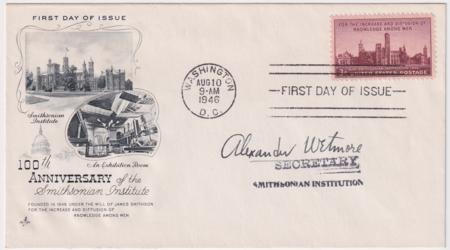 FIRST DAY OF ISSUE
Smithsonian
Institute
An Exhibition Room
100th
ANNIVERSARY of the
Smithsonian Institute
FOUNDED IN 1846 UNDER THE WILL OF JAMES SMITHSON
FOR THE INCREASE AND DIFFUSION OF
KNOWLEDGE AMONG MEN
WASHINGTON
AUG 10
9-AM
1946
D.C.
FOR THE INCREASE AND DIFFUSION OF
KNOWLEDGE AMONG MEN
3¢ UNITED STATES POSTAGE
FIRST DAY OF ISSUE
Alexander Wetmore
SECRETARY
SMITHSONIAN INSTITUTION